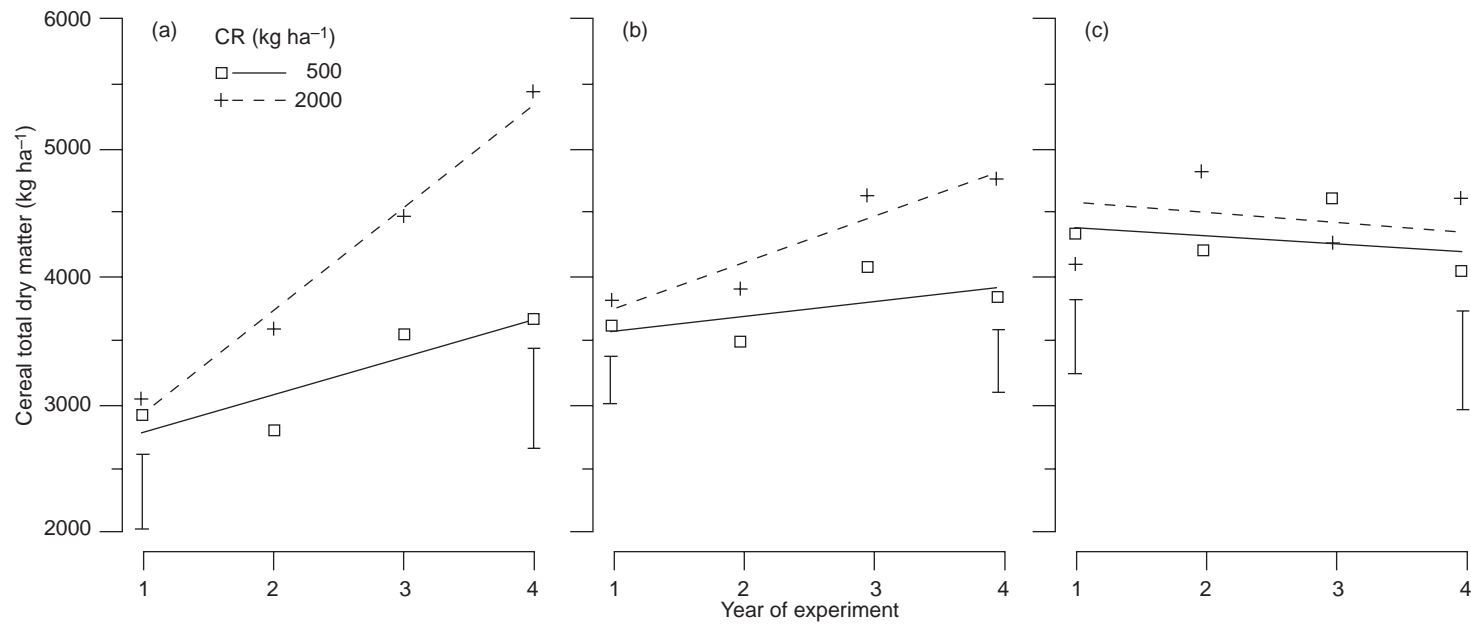 6000
5000
4000
3000
2000
Cereal total dry matter (kg ha–1)
(a)
CR (kg ha–1)
500
2000
(b)
(c)
1 2 3 4
1 2 3 4
1 2 3 4
Year of experiment